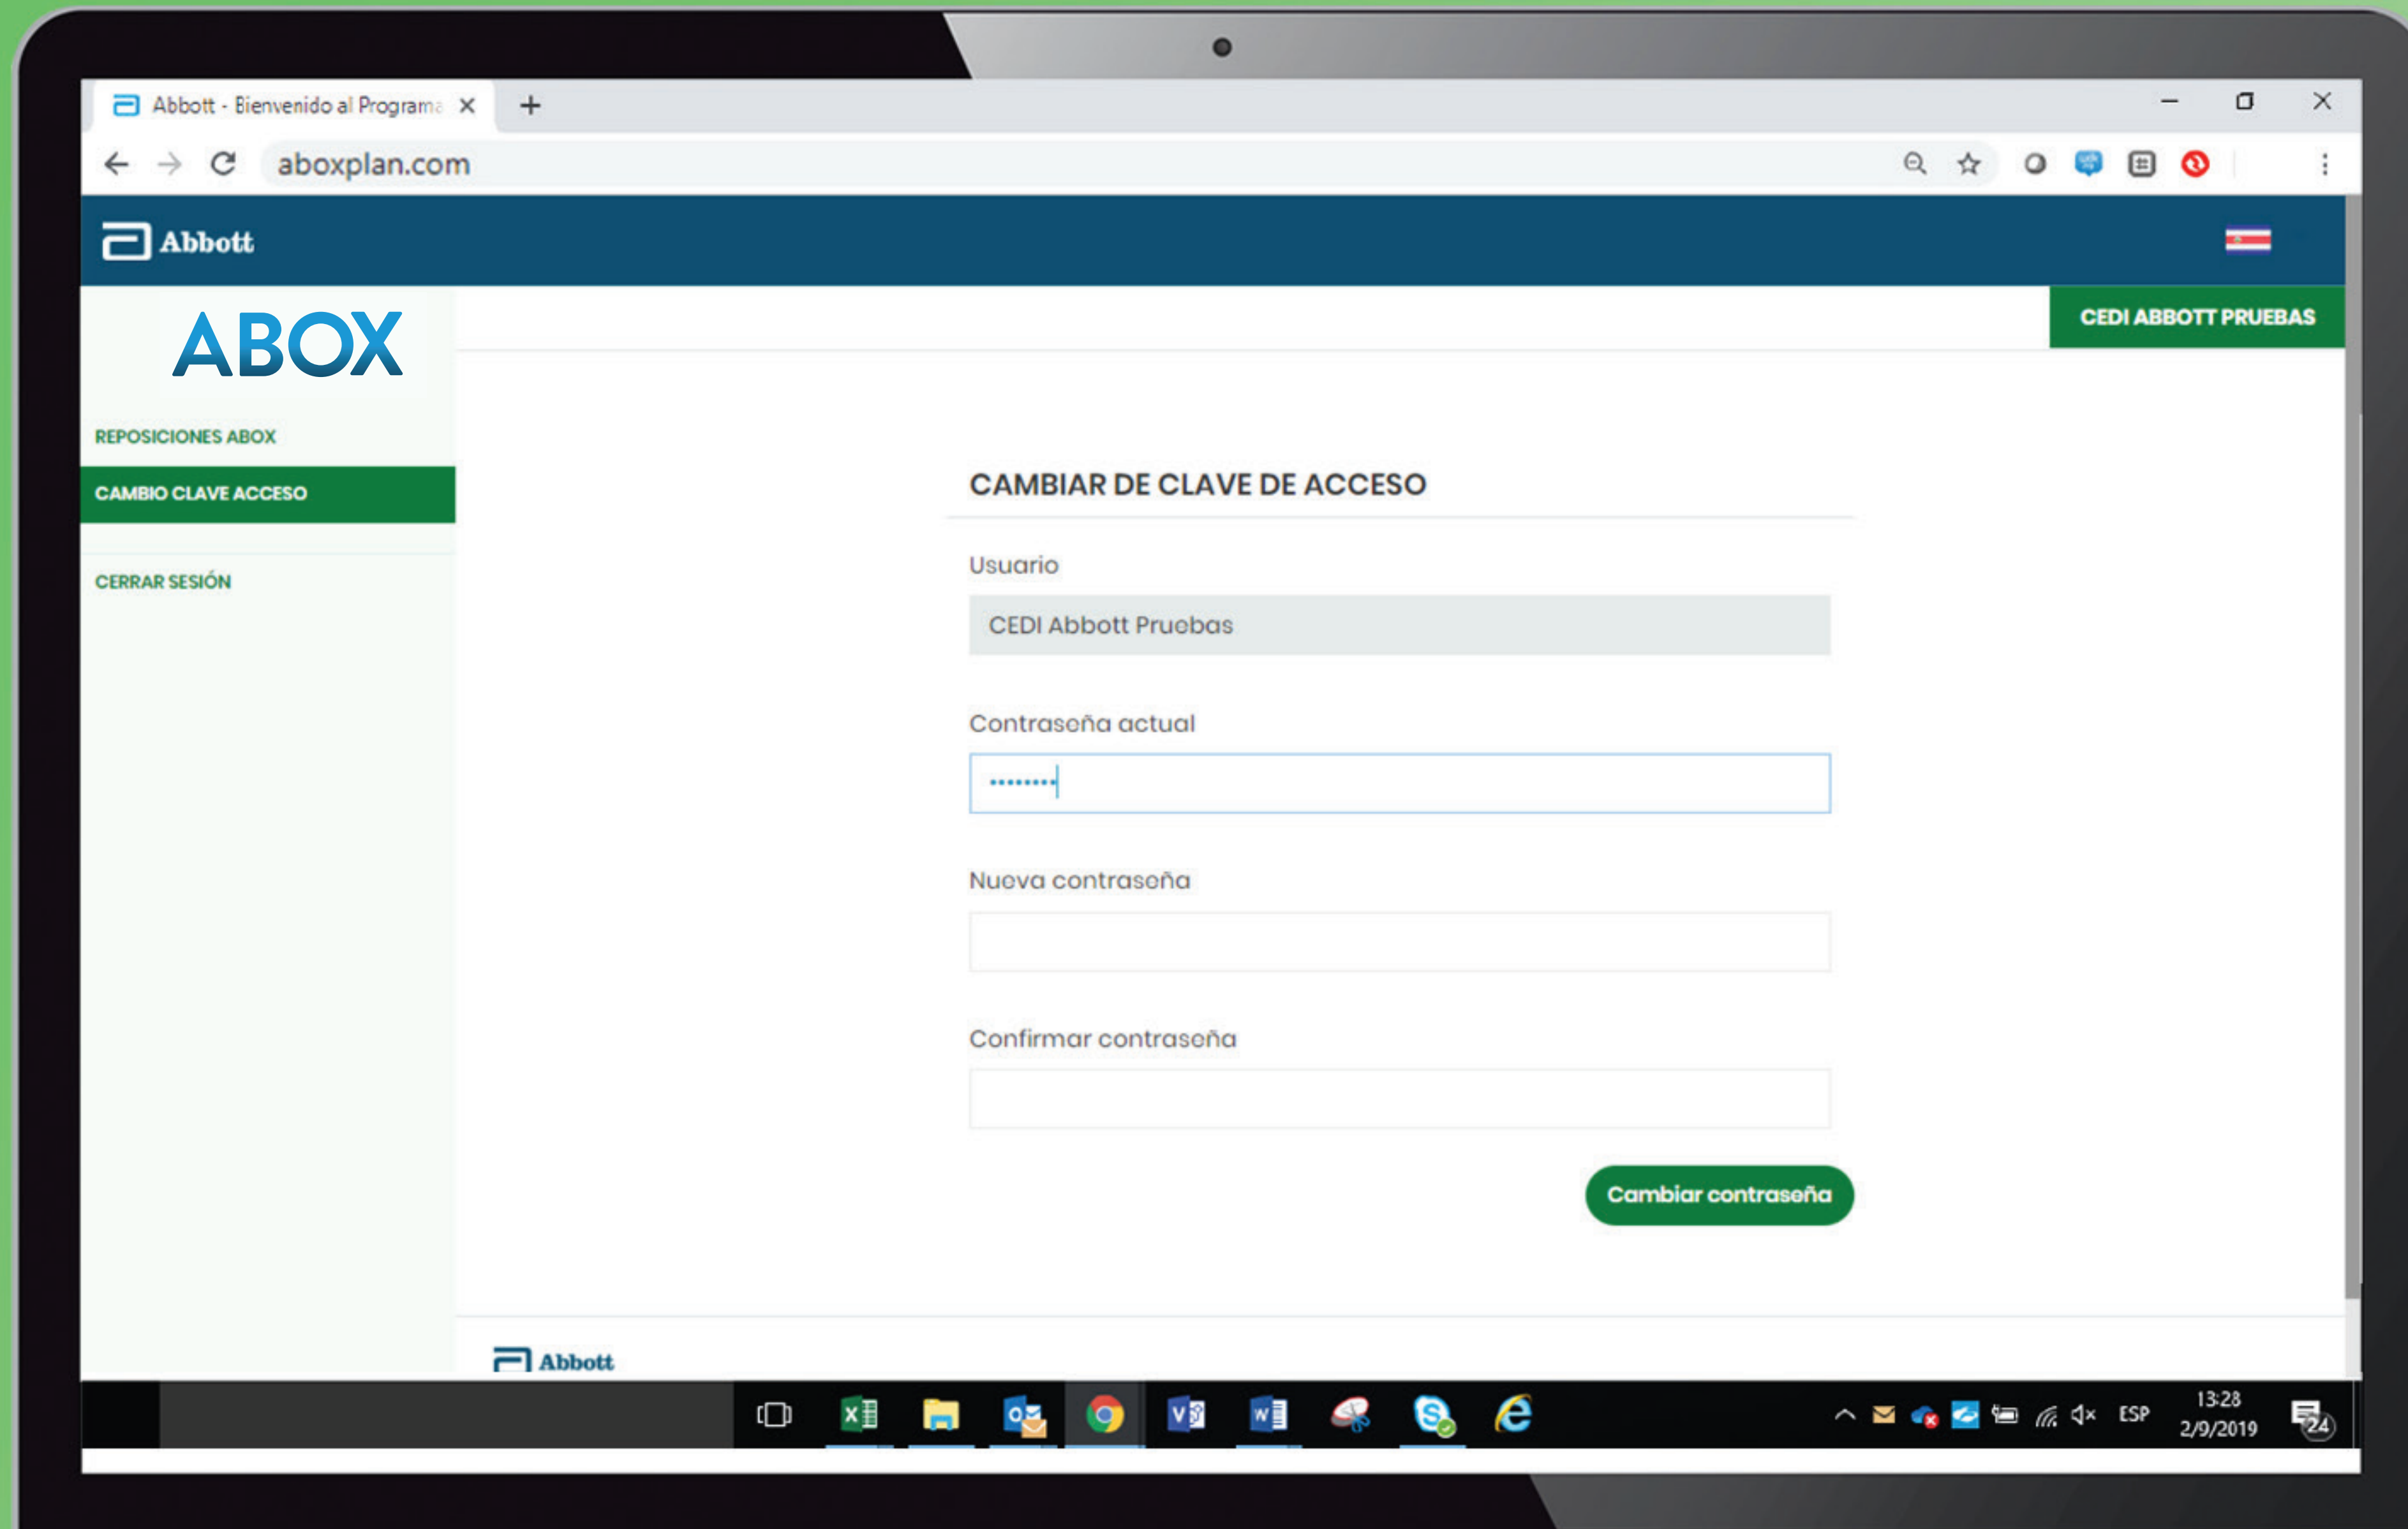 Abbott - Bienvenido al Programa
aboxplan.com
Abbott
ABOX
CEDI ABBOTT PRUEBAS
REPOSICIONES ABOX
CAMBIO CLAVE ACCESO
CERRAR SESIÓN
CAMBIAR DE CLAVE DE ACCESO
Usuario
CEDI Abbott Pruebas
Contraseña actual
Nueva contraseña
Confirmar contraseña
Cambiar contraseña
Abbott
ESP
13:28
2/9/2019
24